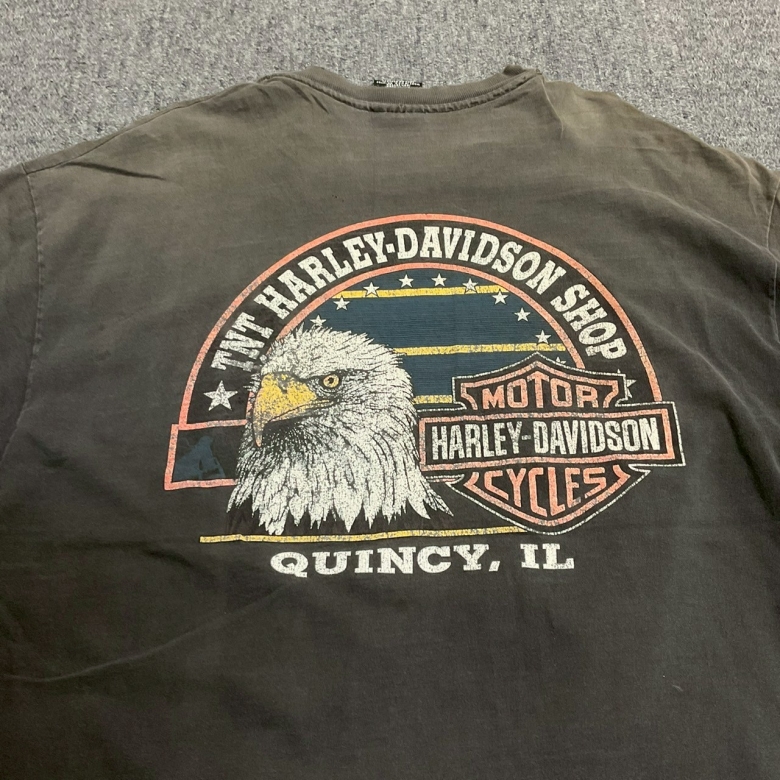 TNT HARLEY-DAVIDSON SHOP
MOTOR
HARLEY-DAVIDSON
CYCLES
QUINCY, IL